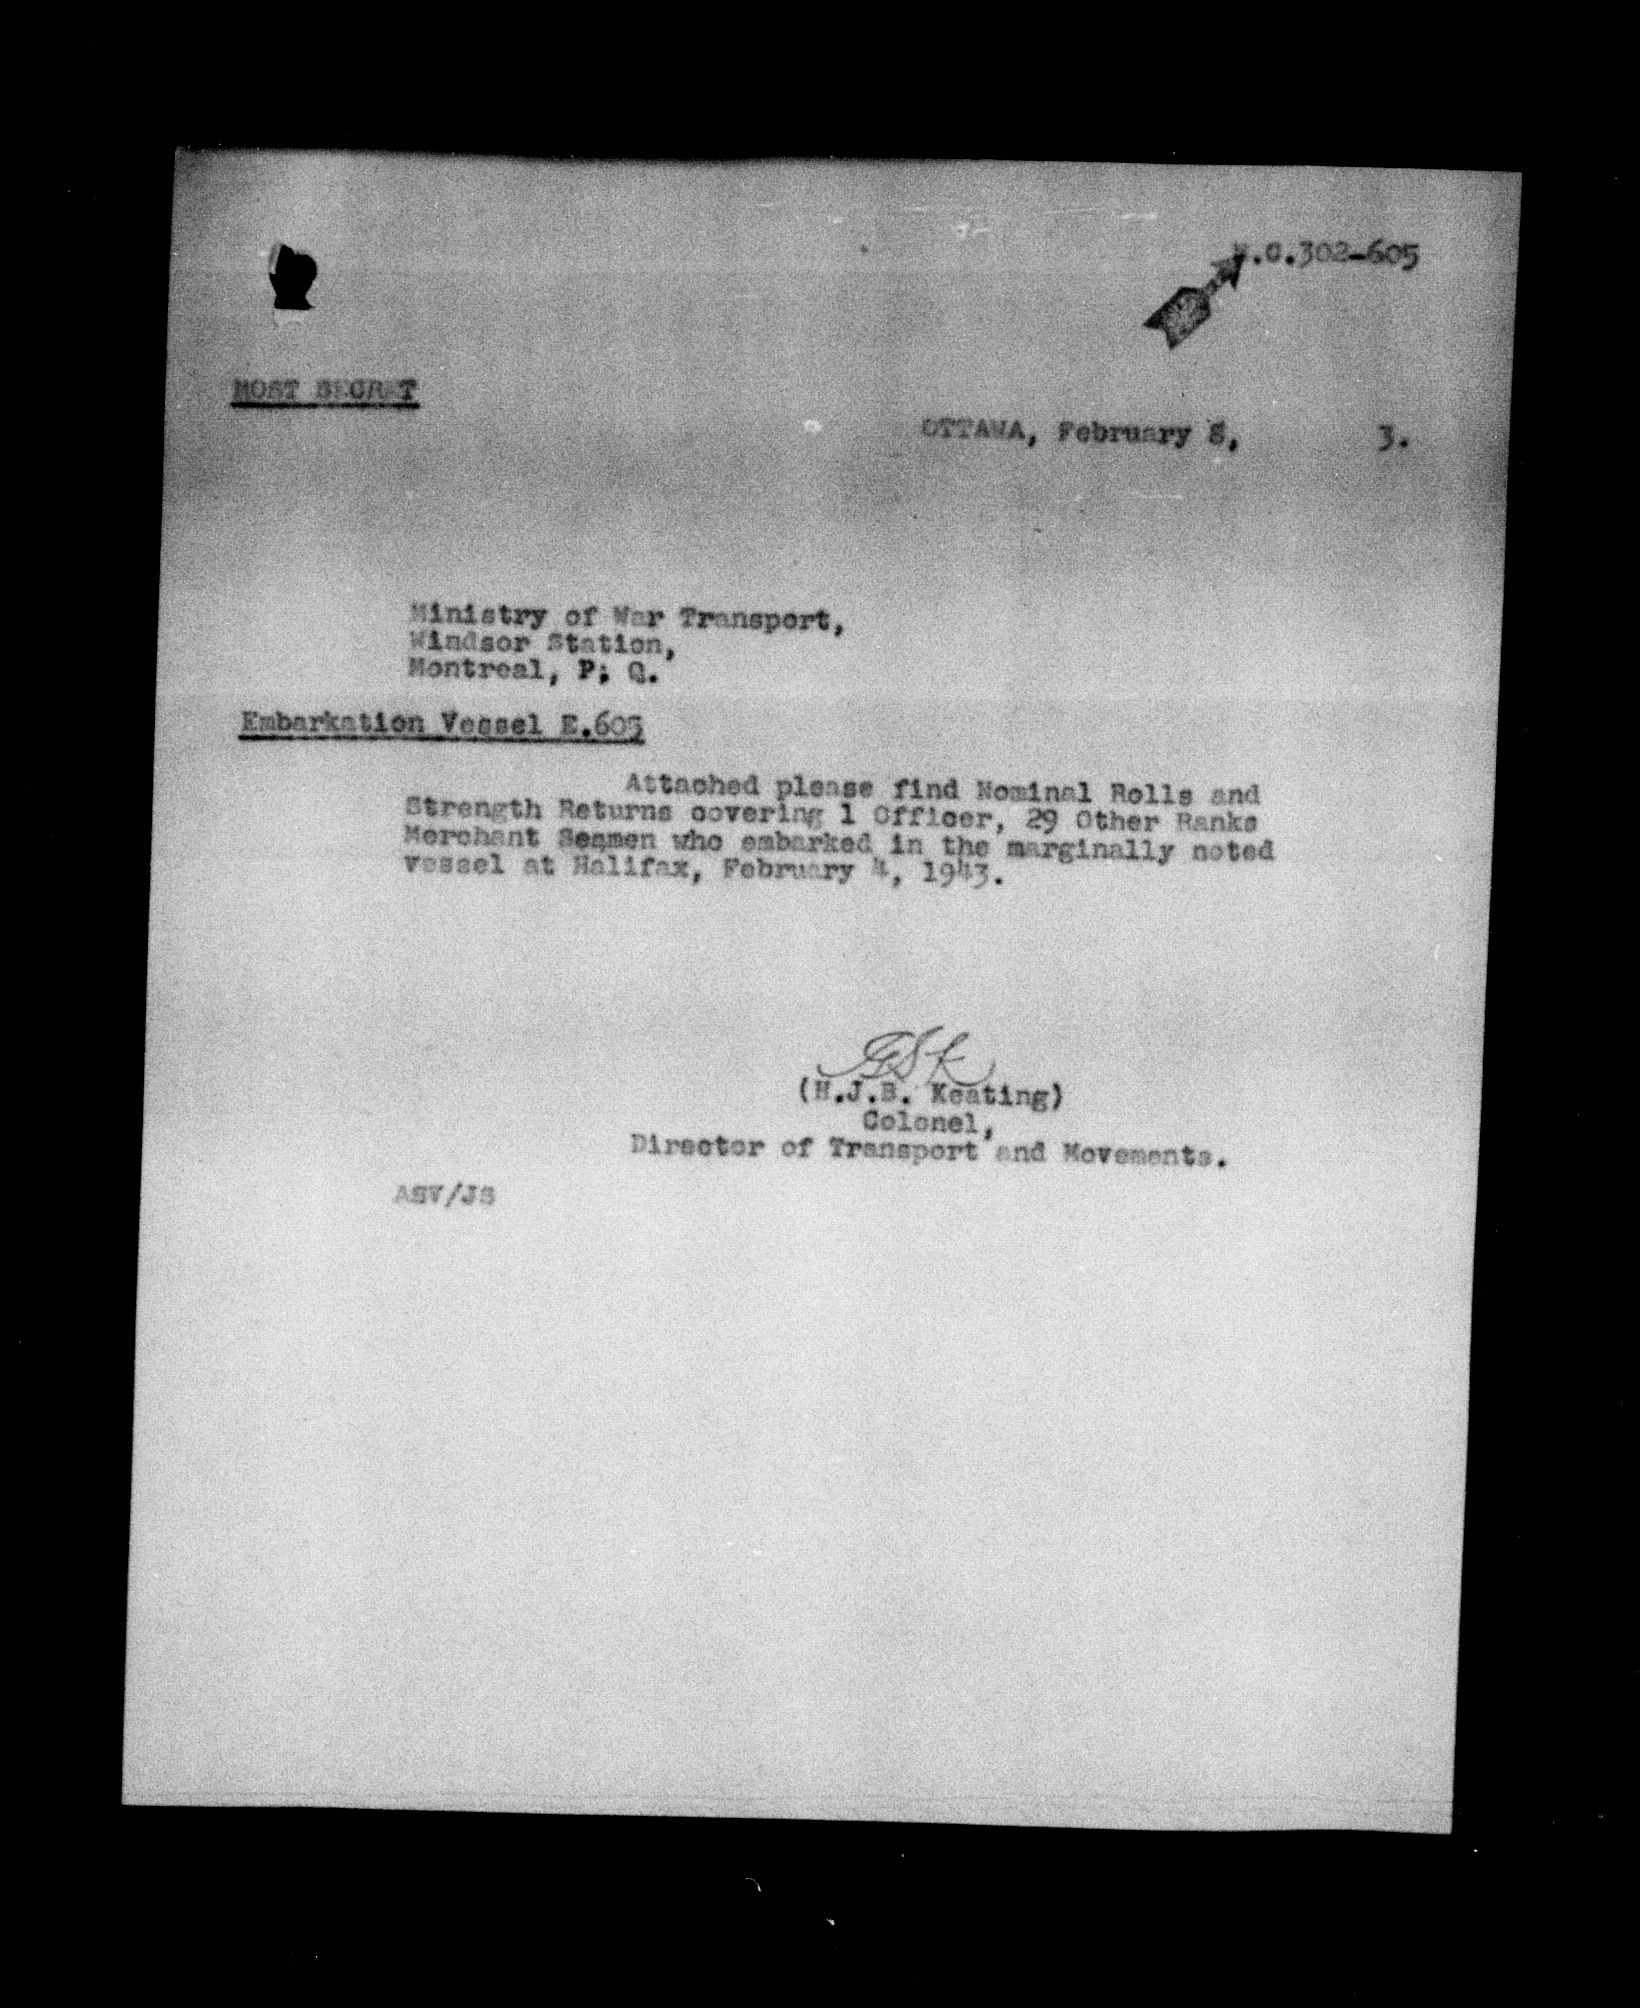 H.Q.302-605
MOST SECRET
OTTAWA, February 8, 3.
Ministry of War Transport,
Windsor Station,
Montreal, P. Q.
Embarkation Vessel E.605
Attached please find Nominal Rolls and
Strength Returns covering 1 Officer, 29 Other Ranks
Merchant Seamen who embarked in the marginally noted
vessel at Halifax, February 4, 1943.
(H.J.B. Keating)
Colonel,
Director of Transport and Movements.
ASV/JS